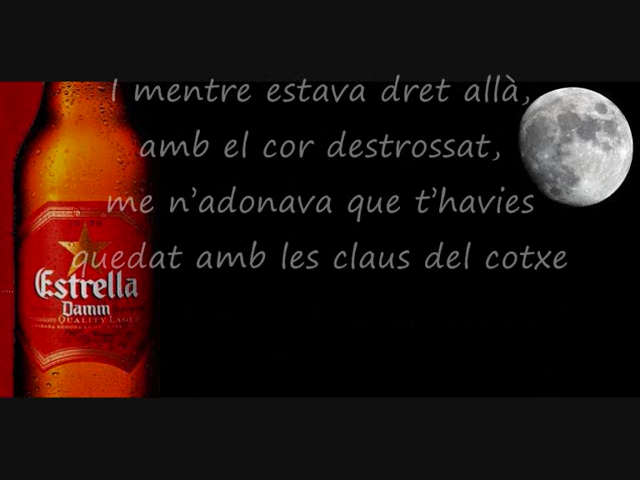 I mentre estava dret allà,
amb el cor destrossat,
me n'adonava que t'havies
quedat amb les claus del cotxe
Estrella
Damm
QUALITY LAGER